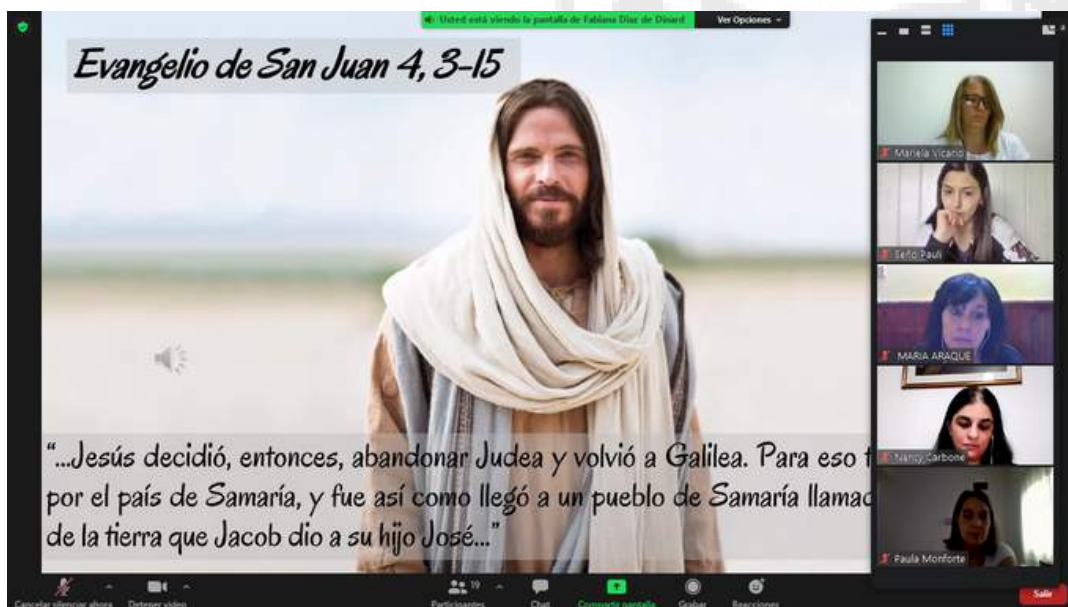 Usted está viendo la pantalla de Fabiana Diaz de Dinard
Ver Opciones
Evangelio de San Juan 4, 3-15
Mariela Vicario
Seño Pauli
MARIA ARAQUE
Nancy Carbone
Paula Monforte
“...Jesús decidió, entonces, abandonar Judea y volvió a Galilea. Para eso t
por el país de Samaría, y fue así como llegó a un pueblo de Samaría llamad
de la tierra que Jacob dio a su hijo José...”
Cancelar silenciar ahora
Detener video
19
Participantes
Chat
Compartir pantalla
Grabar
Reacciones
Salir